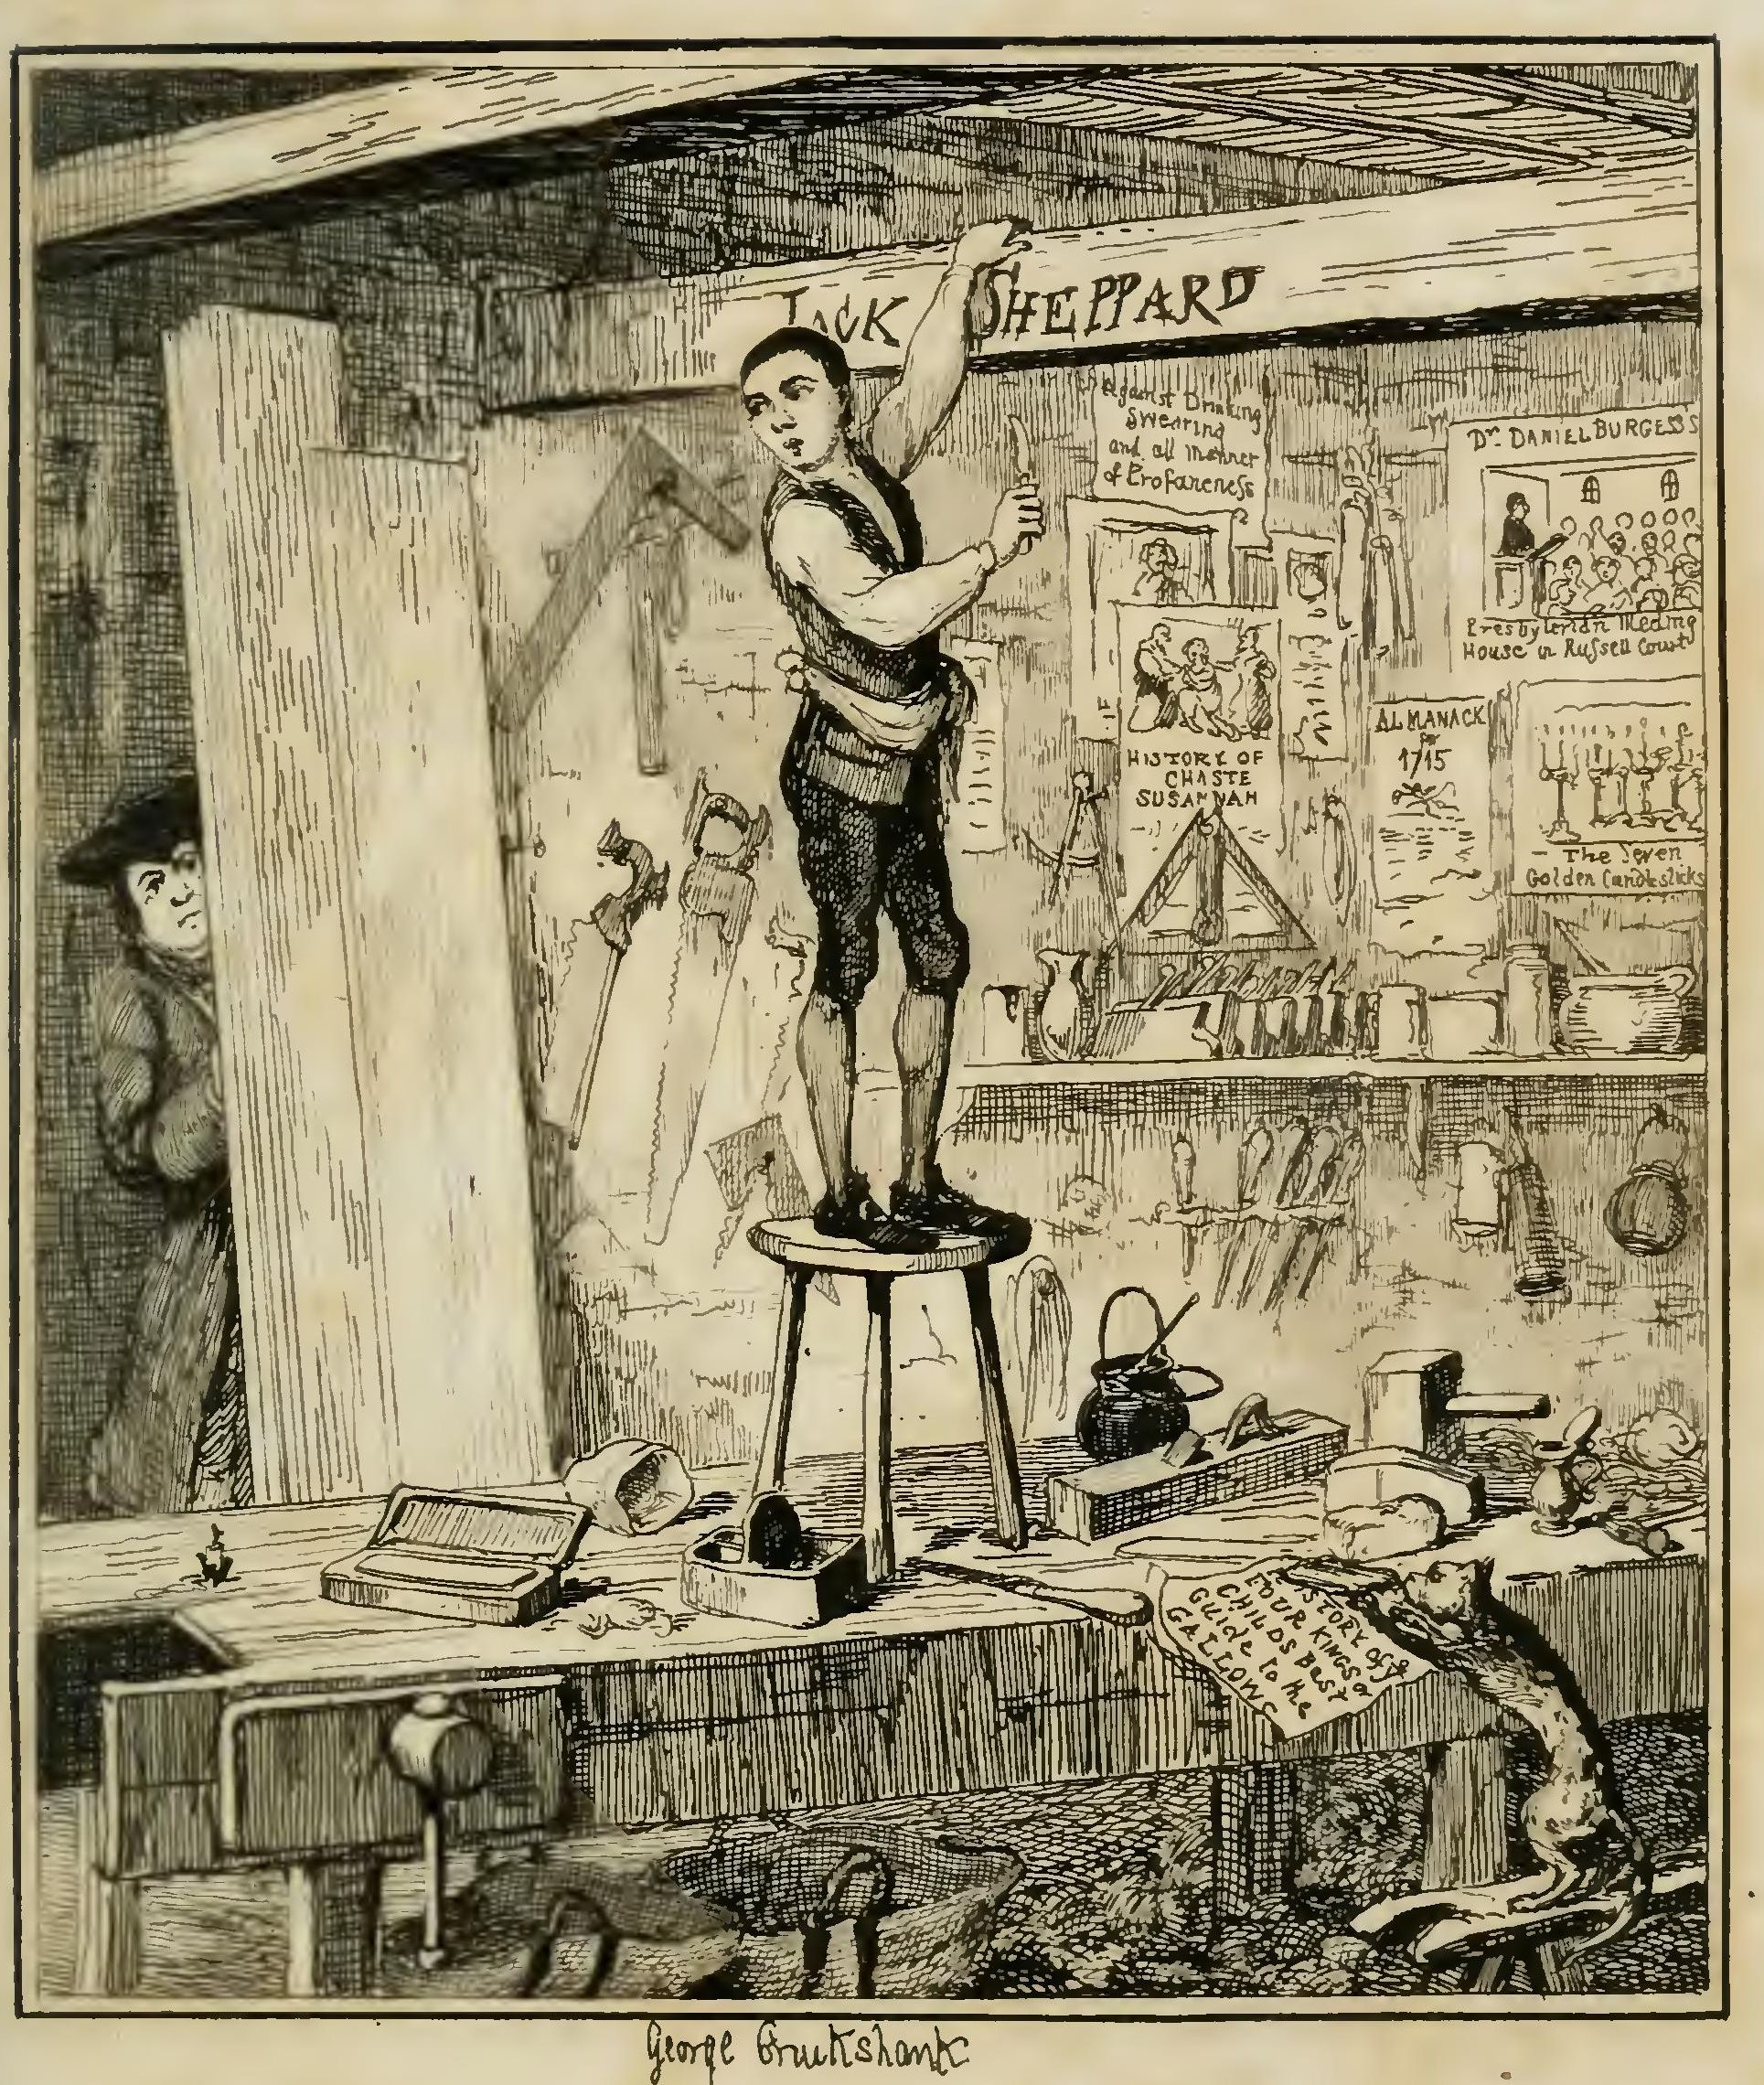 JACK SHEPPARD
Against Drinking
Swearing
and all manner
of Profaneness
Dr. DANIEL BURGESS'S
Presbyterian Meeting
House in Russell Court
HISTORY OF
CHASTE
SUSANNAH
ALMANACK
for
1715
The Seven
Golden Candlesticks
HISTORY OF ye
FOUR KINGS or
CHILDS BEST
GUIDE to the
GALLOWS
George Cruikshank